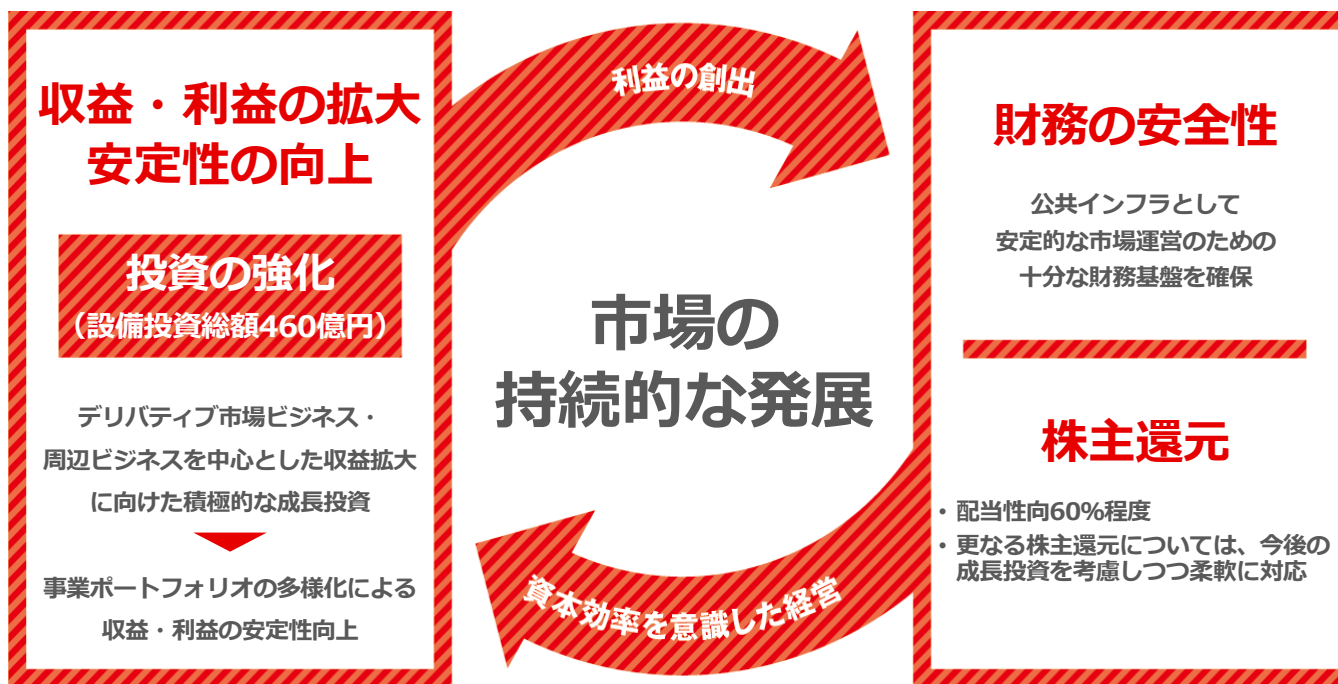 収益・利益の拡大
安定性の向上
投資の強化
（設備投資総額460億円）
デリバティブ市場ビジネス・
周辺ビジネスを中心とした収益拡大
に向けた積極的な成長投資
事業ポートフォリオの多様化による
収益・利益の安定性向上
利益の創出
市場の
持続的な発展
資本効率を意識した経営
財務の安全性
公共インフラとして
安定的な市場運営のための
十分な財務基盤を確保
株主還元
・配当性向60%程度
・更なる株主還元については、今後の
成長投資を考慮しつつ柔軟に対応